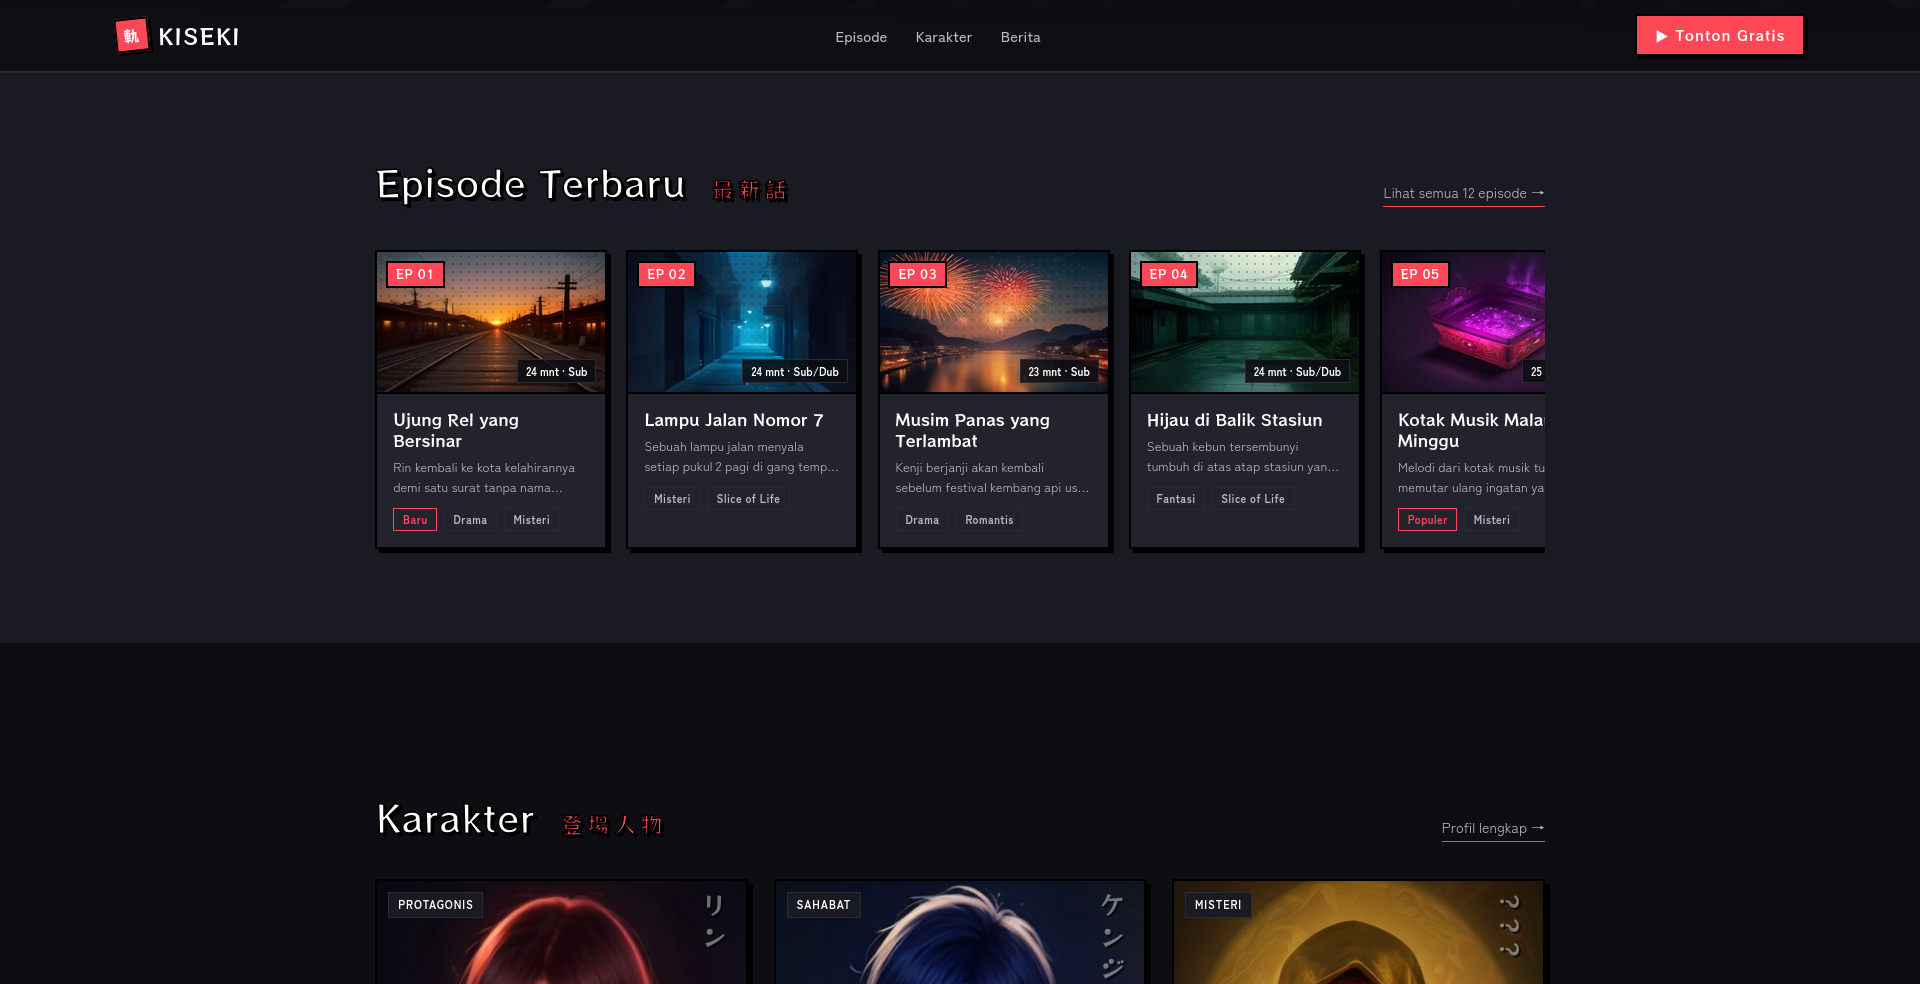 軌 KISEKI
Episode Karakter Berita
▶ Tonton Gratis
Episode Terbaru 最新話
Lihat semua 12 episode →
EP 01
24 mnt · Sub
Ujung Rel yang
Bersinar
Rin kembali ke kota kelahirannya
demi satu surat tanpa nama...
Baru Drama Misteri
EP 02
24 mnt · Sub/Dub
Lampu Jalan Nomor 7
Sebuah lampu jalan menyala
setiap pukul 2 pagi di gang temp...
Misteri Slice of Life
EP 03
23 mnt · Sub
Musim Panas yang
Terlambat
Kenji berjanji akan kembali
sebelum festival kembang api us...
Drama Romantis
EP 04
24 mnt · Sub/Dub
Hijau di Balik Stasiun
Sebuah kebun tersembunyi
tumbuh di atas atap stasiun yan...
Fantasi Slice of Life
EP 05
25
Kotak Musik Mala
Minggu
Melodi dari kotak musik tu
memutar ulang ingatan ya
Populer Misteri
Karakter 登場人物
Profil lengkap →
PROTAGONIS
リン
SAHABAT
ケンジ
MISTERI
？？？